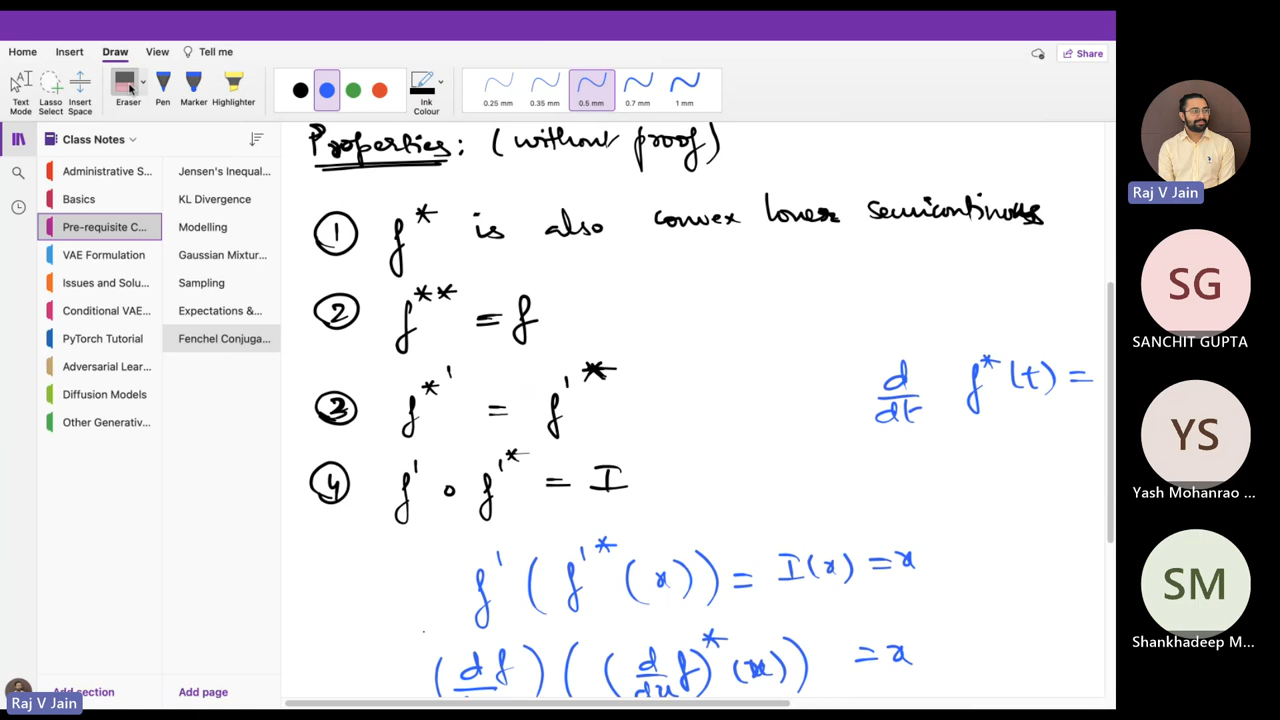 Home Insert Draw View Tell me
Share
Text Mode
Lasso Select
Insert Space
Eraser
Pen
Marker
Highlighter
Ink Colour
0.25 mm 0.35 mm 0.5 mm 0.7 mm 1 mm
Class Notes
Administrative S...
Basics
Pre-requisite C...
VAE Formulation
Issues and Solu...
Conditional VAE...
PyTorch Tutorial
Adversarial Lear...
Diffusion Models
Other Generativ...
Add section
Jensen's Inequal...
KL Divergence
Modelling
Gaussian Mixtur...
Sampling
Expectations &...
Fenchel Conjuga...
Add page
Properties: (without proof)
① f* is also convex lower semicontinous
② f** = f
③ f*' = f'*
④ f' ∘ f'* = I
d/dt f*(t) =
f' ( f'* (x)) = I(x) = x
( df ) ( ( d/du f )* (x) ) = x
Raj V Jain
SG
SANCHIT GUPTA
YS
Yash Mohanrao ...
SM
Shankhadeep M...
Raj V Jain